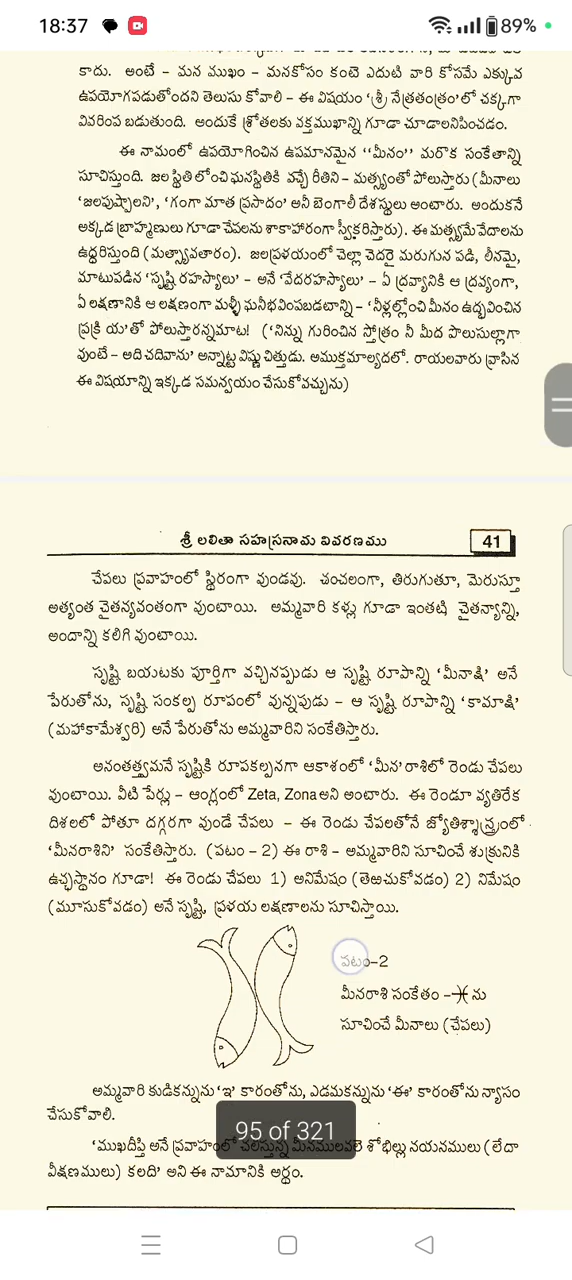 18:37
89%
కాదు. అంటే – మన ముఖం – మనకోసం కంటె ఎదుటి వారి కోసమే ఎక్కువ
ఉపయోగపడుతోందని తెలుసు కోవాలి – ఈ విషయం ‘శ్రీ నేత్రతంత్రం’లో చక్కగా
వివరింప బడుతుంది. అందుకే శ్రోతలకు వక్తముఖాన్ని గూడా చూడాలనిపించడం.
ఈ నామంలో ఉపయోగించిన ఉపమానమైన ‘‘మీనం’’ మరొక సంకేతాన్ని
సూచిస్తుంది. జల స్థితి లోంచి ఘనస్థితికి వచ్చే రీతిని – మత్స్యంతో పోలుస్తారు (మీనాలు
‘జలపుష్పాలని’, ‘గంగా మాత ప్రసాదం’ అనీ బెంగాలీ దేశస్థులు అంటారు. అందుకనే
అక్కడ బ్రాహ్మణులు గూడా చేపలను శాకాహారంగా స్వీకరిస్తారు). ఈ మత్స్యమే వేదాలను
ఉద్ధరిస్తుంది (మత్స్యావతారం). జలప్రళయంలో చెల్లా చెదరై మరుగున పడి, లీనమై,
మాటుపడిన ‘సృష్టి రహస్యాలు’ – అనే ‘వేదరహస్యాలు’ – ఏ ద్రవ్యానికి ఆ ద్రవ్యంగా,
ఏ లక్షణానికి ఆ లక్షణంగా మళ్ళీ ఘనీభవింపబడటాన్ని – ‘నీళ్లల్లోంచి మీనం ఉద్భవించిన
ప్రక్రి య’తో పోలుస్తారన్నమాట! (‘నిన్ను గురించిన స్తోత్రం నీ మీద పొలుసుల్లాగా
వుంటే – అది చదివాను’ అన్నాట్ట విష్ణు చిత్తుడు. అముక్తమాల్యదలో. రాయలవారు వ్రాసిన
ఈ విషయాన్ని ఇక్కడ సమన్వయం చేసుకోవచ్చును)
శ్రీ లలితా సహస్రనామ వివరణము 41
చేపలు ప్రవాహంలో స్థిరంగా వుండవు. చంచలంగా, తిరుగుతూ, మెరుస్తూ
అత్యంత చైతన్యవంతంగా వుంటాయి. అమ్మవారి కళ్లు గూడా ఇంతటి చైతన్యాన్ని,
అందాన్ని కలిగి వుంటాయి.
సృష్టి బయటకు పూర్తిగా వచ్చినప్పుడు ఆ సృష్టి రూపాన్ని ‘మీనాక్షి’ అనే
పేరుతోను, సృష్టి సంకల్ప రూపంలో వున్నపుడు – ఆ సృష్టి రూపాన్ని ‘కామాక్షి’
(మహాకామేశ్వరి) అనే పేరుతోను అమ్మవారిని సంకేతిస్తారు.
అనంతత్త్వమనే సృష్టికి రూపకల్పనగా ఆకాశంలో ‘మీన’ రాశిలో రెండు చేపలు
వుంటాయి. వీటి పేర్లు – ఆంగ్లంలో Zeta, Zona అని అంటారు. ఈ రెండూ వ్యతిరేక
దిశలలో పోతూ దగ్గరగా వుండే చేపలు – ఈ రెండు చేపలతోనే జ్యోతిశ్శాస్త్రంలో
‘మీనరాశిని’ సంకేతిస్తారు. (పటం – 2) ఈ రాశి – అమ్మవారిని సూచించే శుక్రునికి
ఉచ్ఛస్థానం గూడా! ఈ రెండు చేపలు 1) అనిమేషం (తెఱచుకోవడం) 2) నిమేషం
(మూసుకోవడం) అనే సృష్టి, ప్రళయ లక్షణాలను సూచిస్తాయి.
పటం-2
మీనరాశి సంకేతం -♓ ను
సూచించే మీనాలు (చేపలు)
అమ్మవారి కుడికన్నును ‘ఇ’ కారంతోను, ఎడమకన్నును ‘ఈ’ కారంతోను న్యాసం
చేసుకోవాలి.
95 of 321
‘ముఖదీప్తి అనే ప్రవాహంలో చలిస్తున్న మీనములవలె శోభిల్లు నయనములు (లేదా
వీక్షణములు) కలది’ అని ఈ నామానికి అర్థం.